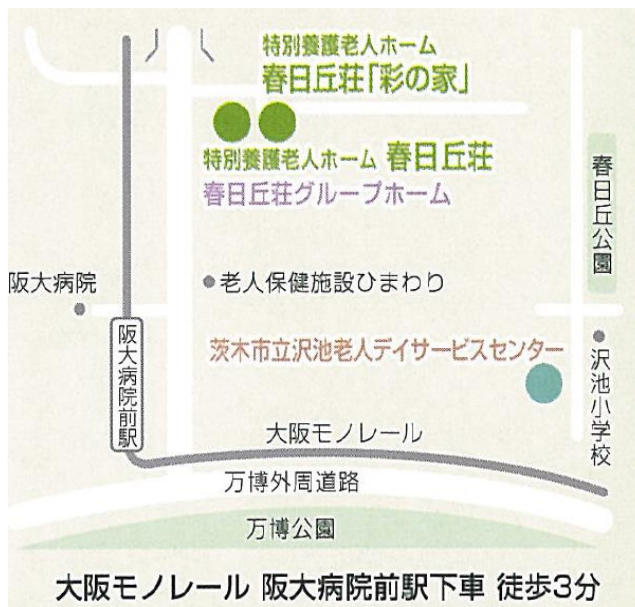 特別養護老人ホーム
春日丘荘「彩の家」
特別養護老人ホーム 春日丘荘
春日丘荘グループホーム
春日丘公園
阪大病院
老人保健施設ひまわり
阪大病院前駅
茨木市立沢池老人デイサービスセンター
沢池小学校
大阪モノレール
万博外周道路
万博公園
大阪モノレール 阪大病院前駅下車 徒歩3分